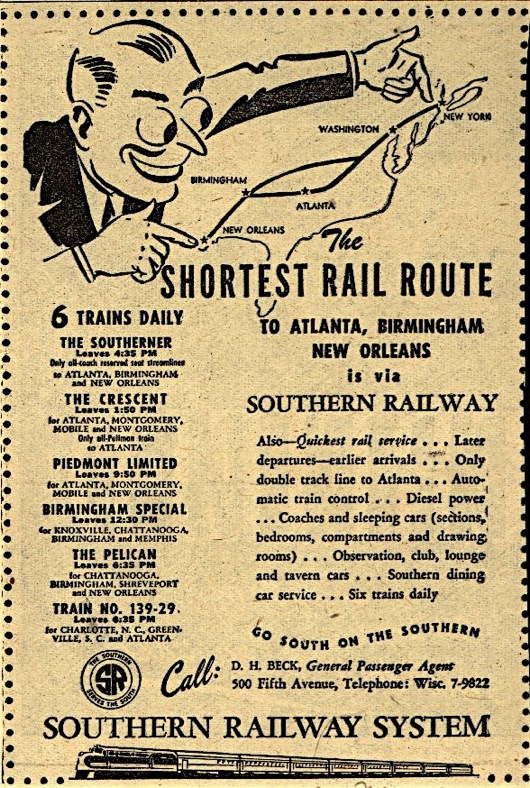 NEW YORK
WASHINGTON
BIRMINGHAM
ATLANTA
NEW ORLEANS
The
SHORTEST RAIL ROUTE
TO ATLANTA, BIRMINGHAM
NEW ORLEANS
is via
SOUTHERN RAILWAY
6 TRAINS DAILY
THE SOUTHERNER
Leaves 4:35 PM
Only all-coach reserved seat streamliner
to ATLANTA, BIRMINGHAM
and NEW ORLEANS
THE CRESCENT
Leaves 1:50 PM
for ATLANTA, MONTGOMERY,
MOBILE and NEW ORLEANS
Only all-Pullman train
to ATLANTA
PIEDMONT LIMITED
Leaves 9:50 PM
for ATLANTA, MONTGOMERY,
MOBILE and NEW ORLEANS
BIRMINGHAM SPECIAL
Leaves 12:30 PM
for KNOXVILLE, CHATTANOOGA,
BIRMINGHAM and MEMPHIS
THE PELICAN
Leaves 6:35 PM
for CHATTANOOGA,
BIRMINGHAM, SHREVEPORT
and NEW ORLEANS
TRAIN NO. 139-29
Leaves 6:35 PM
for CHARLOTTE, N. C., GREEN-
VILLE, S. C. and ATLANTA
Also—Quickest rail service . . . Later
departures—earlier arrivals . . . Only
double track line to Atlanta . . . Auto-
matic train control . . . Diesel power
. . . Coaches and sleeping cars (sections,
bedrooms, compartments and drawing
rooms) . . . Observation, club, lounge
and tavern cars . . . Southern dining
car service . . . Six trains daily
GO SOUTH ON THE SOUTHERN
THE SOUTHERN
SR
SERVES THE SOUTH
Call:
D. H. BECK, General Passenger Agent
500 Fifth Avenue, Telephone: Wisc. 7-9822
SOUTHERN RAILWAY SYSTEM